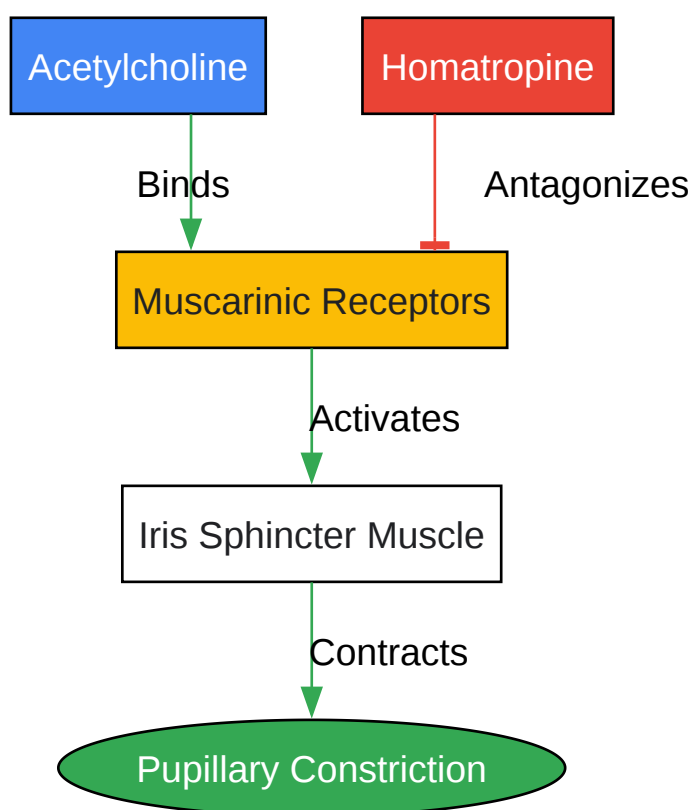 Acetylcholine
Homatropine
Binds
Antagonizes
Muscarinic Receptors
Activates
Iris Sphincter Muscle
Contracts
Pupillary Constriction